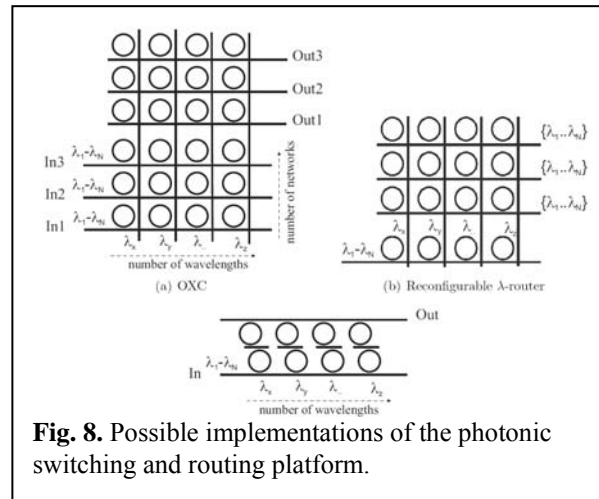 Out3
Out2
Out1
In3 λ₁-λN
In2 λ₁-λN
In1 λ₁-λN
number of networks
λx λy λ.. λz
number of wavelengths
(a) OXC
{λ₁..λN}
{λ₁..λN}
{λ₁..λN}
λx λy λ.. λz
λ₁-λN
(b) Reconfigurable λ-router
Out
In λ₁-λN
λx λy λ.. λz
number of wavelengths
Fig. 8. Possible implementations of the photonic
switching and routing platform.